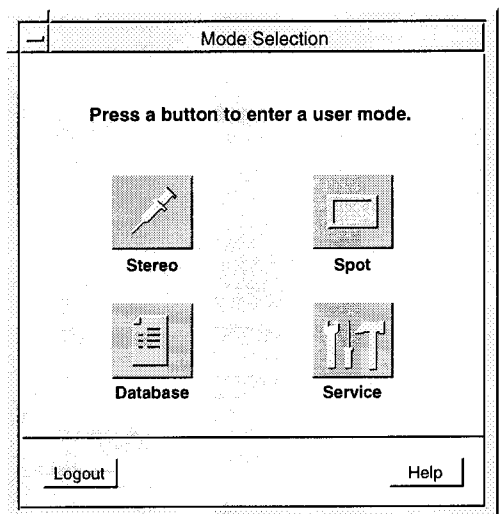 Mode Selection
Press a button to enter a user mode.
Stereo Spot
Database Service
Logout Help